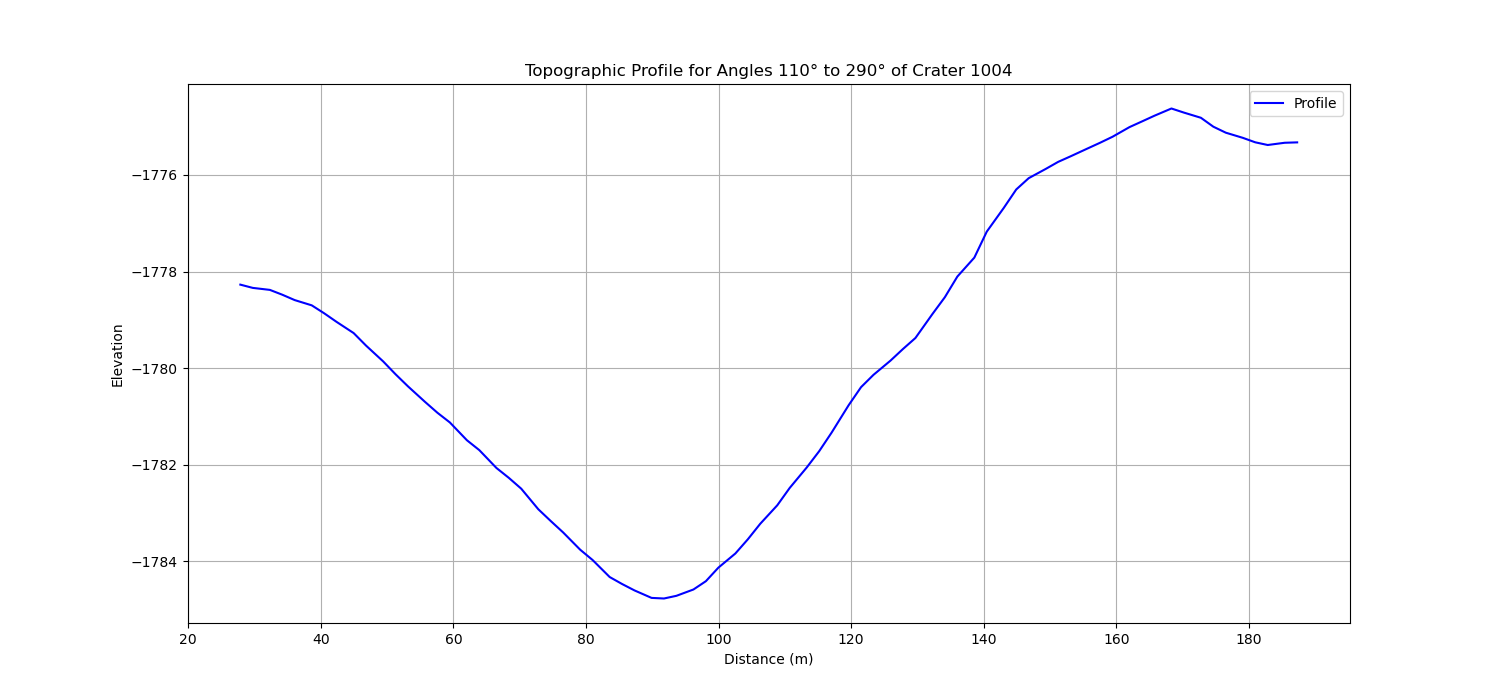 Topographic Profile for Angles 110° to 290° of Crater 1004
Profile
−1776
−1778
−1780
−1782
−1784
Elevation
20 40 60 80 100 120 140 160 180
Distance (m)